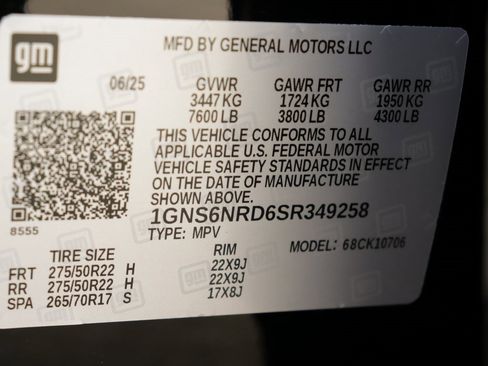 gm
MFD BY GENERAL MOTORS LLC
06/25 GVWR GAWR FRT GAWR RR
3447 KG 1724 KG 1950 KG
7600 LB 3800 LB 4300 LB
THIS VEHICLE CONFORMS TO ALL
APPLICABLE U.S. FEDERAL MOTOR
VEHICLE SAFETY STANDARDS IN EFFECT
ON THE DATE OF MANUFACTURE
SHOWN ABOVE.
8555
1GNS6NRD6SR349258
TYPE: MPV MODEL: 68CK10706
TIRE SIZE RIM
FRT 275/50R22 H 22X9J
RR 275/50R22 H 22X9J
SPA 265/70R17 S 17X8J